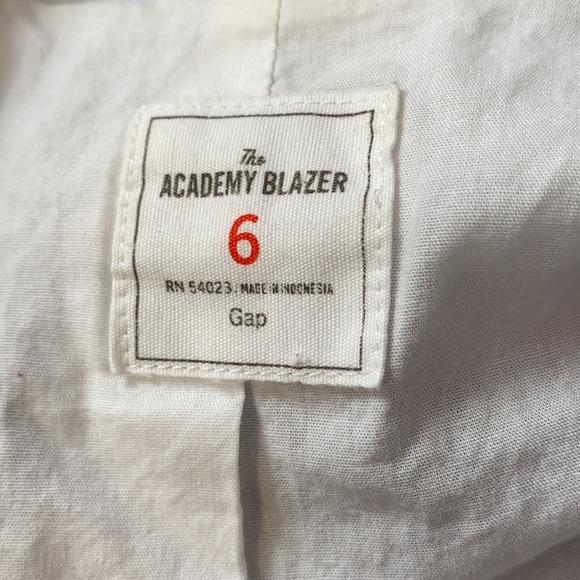 The
ACADEMY BLAZER
6
RN 54023. MADE IN INDONESIA
Gap